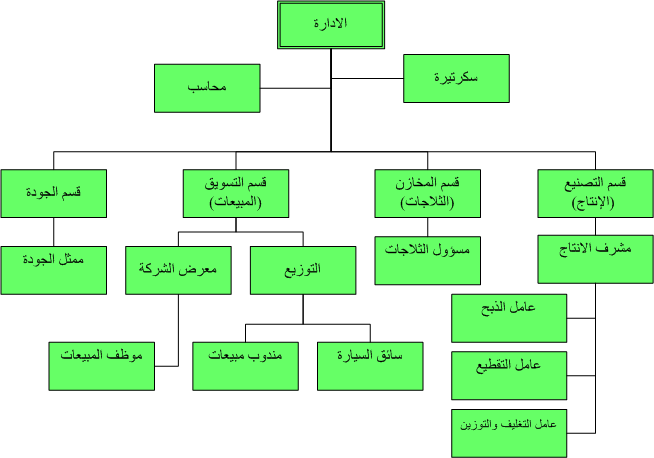 الادارة
سكرتيرة
محاسب
قسم التصنيع
(الإنتاج)
قسم المخازن
(الثلاجات)
قسم التسويق
(المبيعات)
قسم الجودة
مشرف الانتاج
مسؤول الثلاجات
التوزيع
معرض الشركة
ممثل الجودة
عامل الذبح
عامل التقطيع
عامل التغليف والتوزين
سائق السيارة
مندوب مبيعات
موظف المبيعات